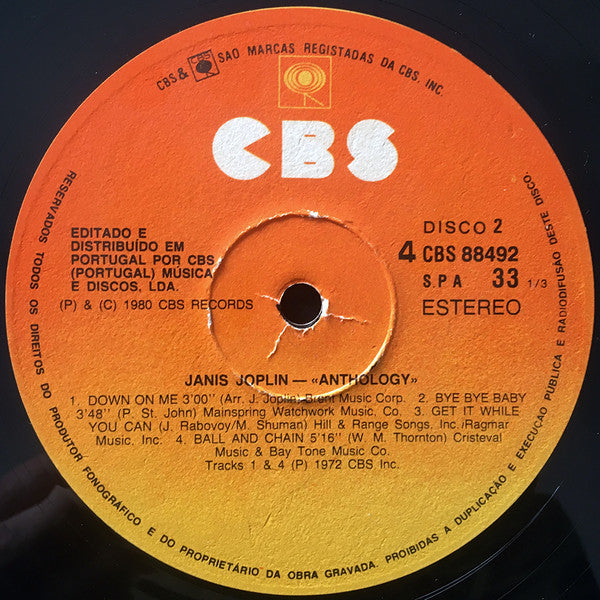 CBS & CBS SAO MARCAS REGISTADAS DA CBS, INC.
CBS
EDITADO E
DISTRIBUÍDO EM
PORTUGAL POR CBS
(PORTUGAL) MÚSICA
E DISCOS, LDA.
(P) & (C) 1980 CBS RECORDS
DISCO 2
4 CBS 88492
S.P.A 33 1/3
ESTEREO
JANIS JOPLIN — «ANTHOLOGY»
1. DOWN ON ME 3'00" (Arr. J. Joplin) Brent Music Corp. 2. BYE BYE BABY
3'48" (P. St. John) Mainspring Watchwork Music, Co. 3. GET IT WHILE
YOU CAN (J. Rabovoy/M. Shuman) Hill & Range Songs, Inc./Ragmar
Music, Inc. 4. BALL AND CHAIN 5'16" (W. M. Thornton) Cristeval
Music & Bay Tone Music Co.
Tracks 1 & 4 (P) 1972 CBS Inc.
RESERVADOS TODOS OS DIREITOS DO PRODUTOR FONOGRÁFICO E DO PROPRIETÁRIO DA OBRA GRAVADA. PROIBIDAS A DUPLICAÇÃO E EXECUÇÃO PUBLICA E RADIODIFUSÃO DESTE DISCO.